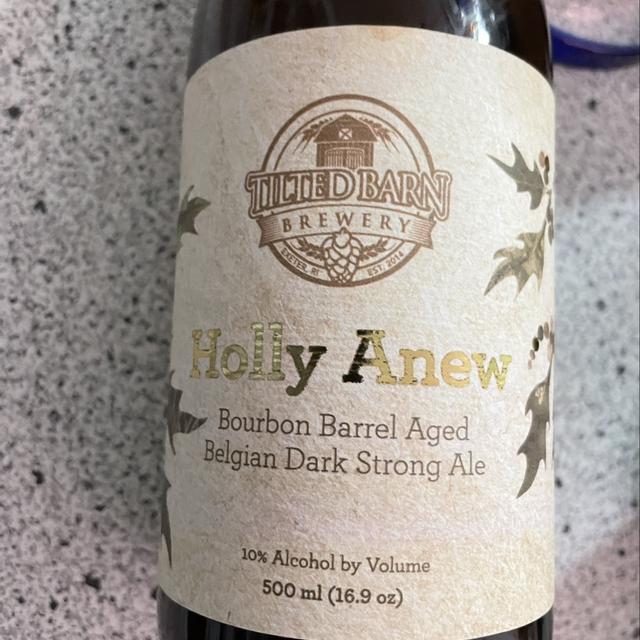 TILTED BARN
BREWERY
EXETER RI EST. 2014
Holly Anew
Bourbon Barrel Aged
Belgian Dark Strong Ale
10% Alcohol by Volume
500 ml (16.9 oz)